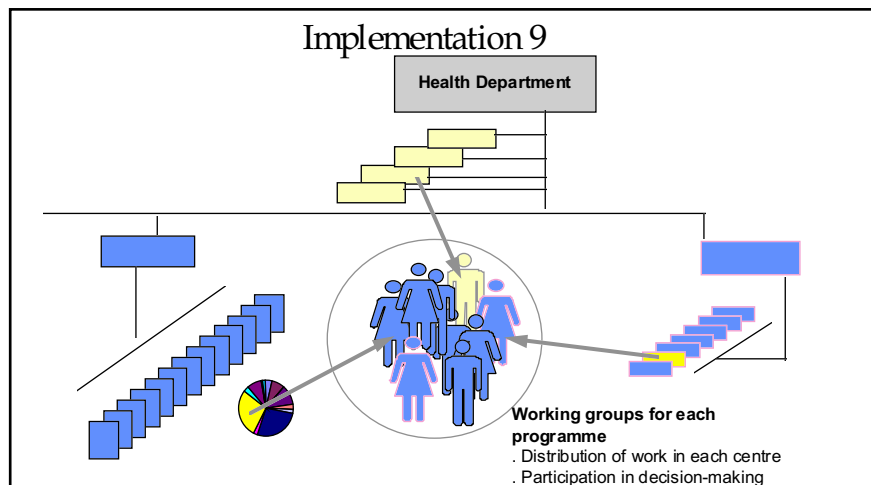 Implementation 9
Health Department
Working groups for each
programme
. Distribution of work in each centre
. Participation in decision-making